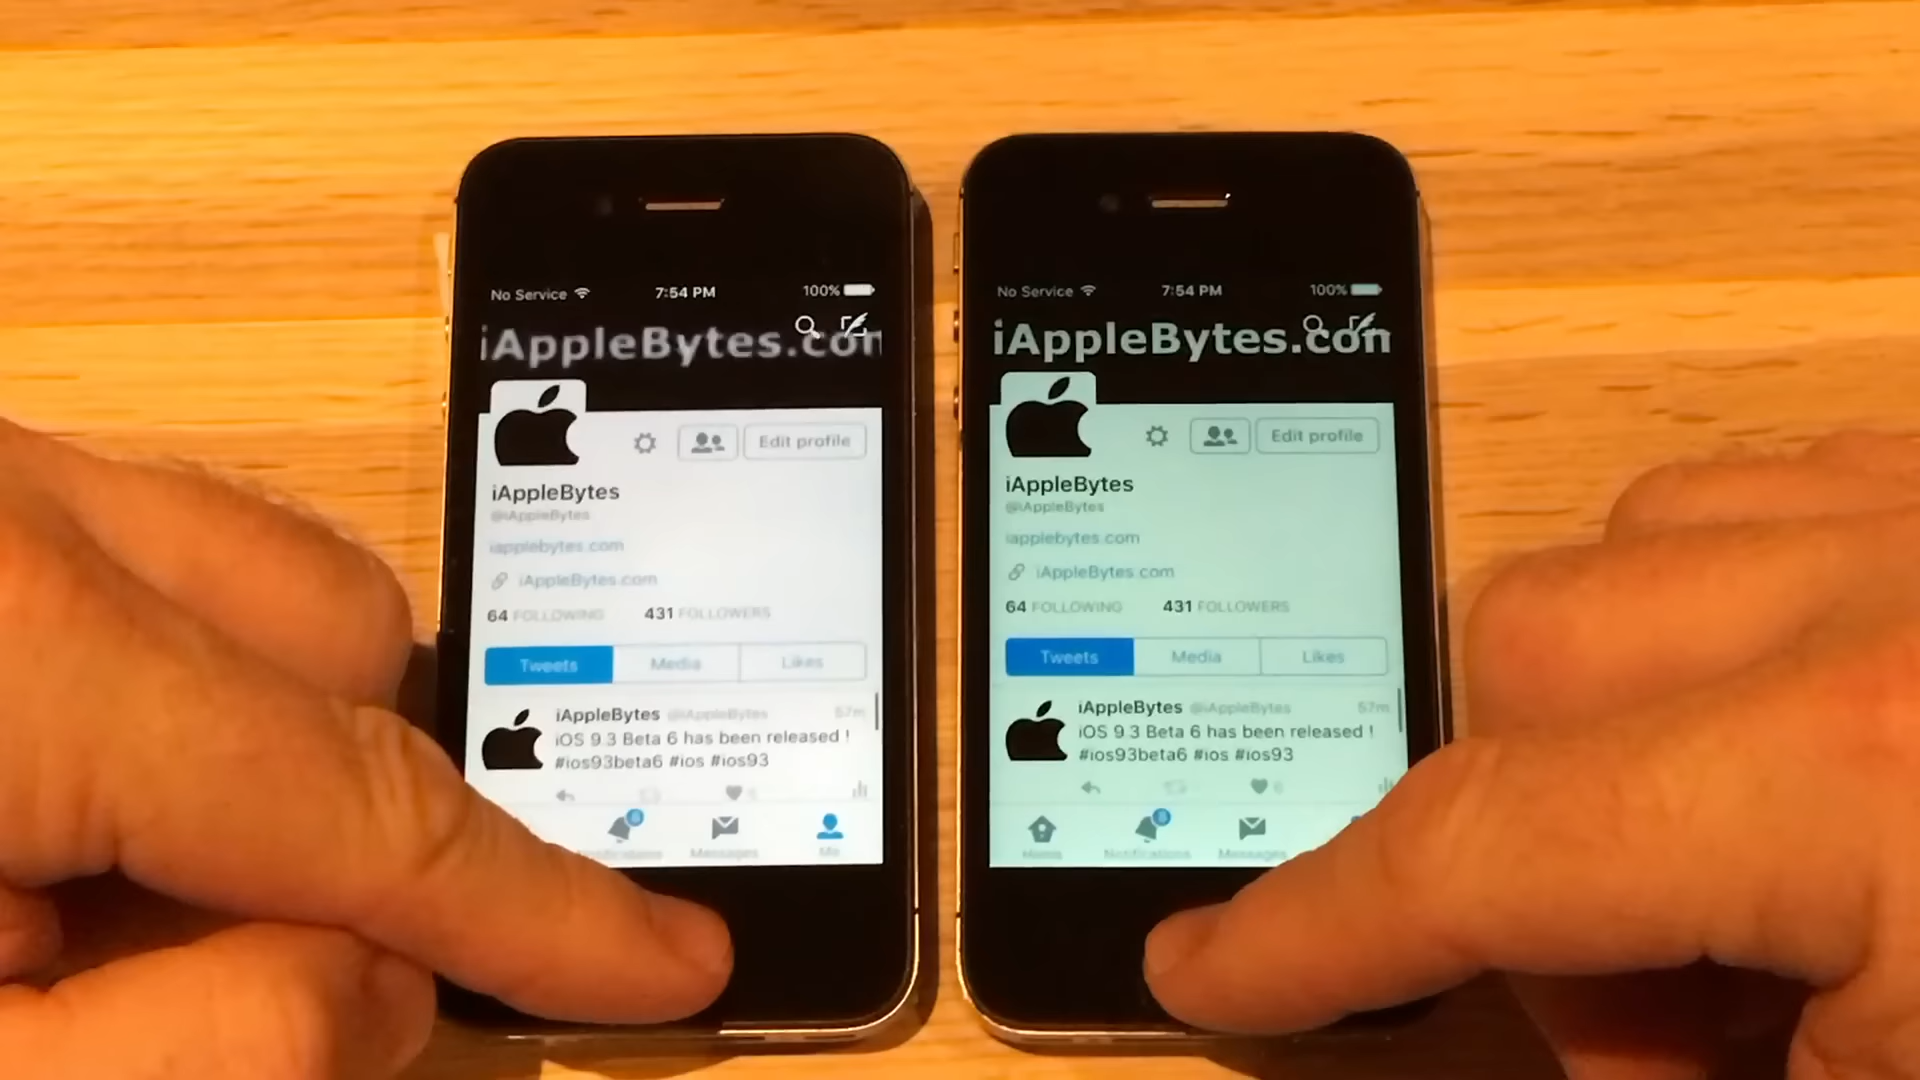 No Service 7:54 PM 100%
iAppleBytes.com
Edit profile
iAppleBytes
@iAppleBytes
iapplebytes.com
iAppleBytes.com
64 FOLLOWING 431 FOLLOWERS
Tweets Media Likes
iAppleBytes @iAppleBytes 57m
iOS 9.3 Beta 6 has been released !
#ios93beta6 #ios #ios93
Notifications Messages Me
No Service 7:54 PM 100%
iAppleBytes.com
Edit profile
iAppleBytes
@iAppleBytes
iapplebytes.com
iAppleBytes.com
64 FOLLOWING 431 FOLLOWERS
Tweets Media Likes
iAppleBytes @iAppleBytes 57m
iOS 9.3 Beta 6 has been released !
#ios93beta6 #ios #ios93
Home Notifications Messages